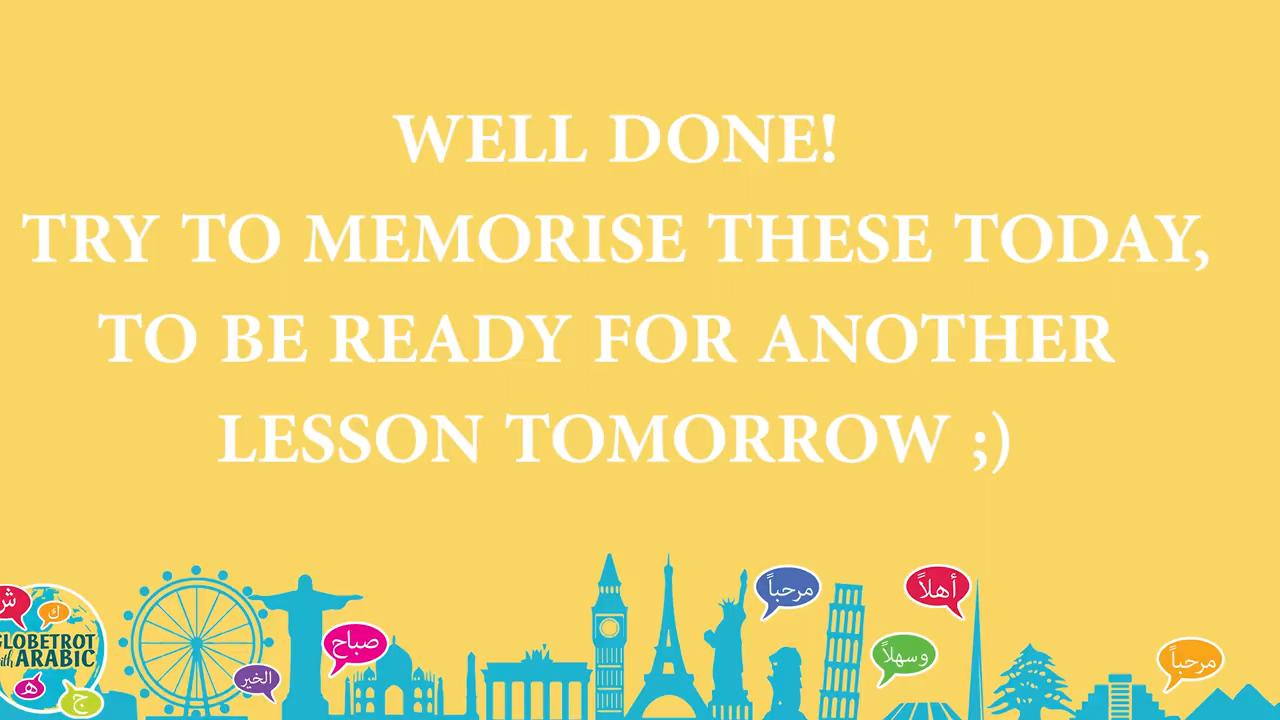 WELL DONE!
TRY TO MEMORISE THESE TODAY,
TO BE READY FOR ANOTHER
LESSON TOMORROW ;)
مرحباً
أهلاً
ش
ك
صباح
GLOBETROT
with ARABIC
وسهلاً
مرحباً
الخير
ه
ج